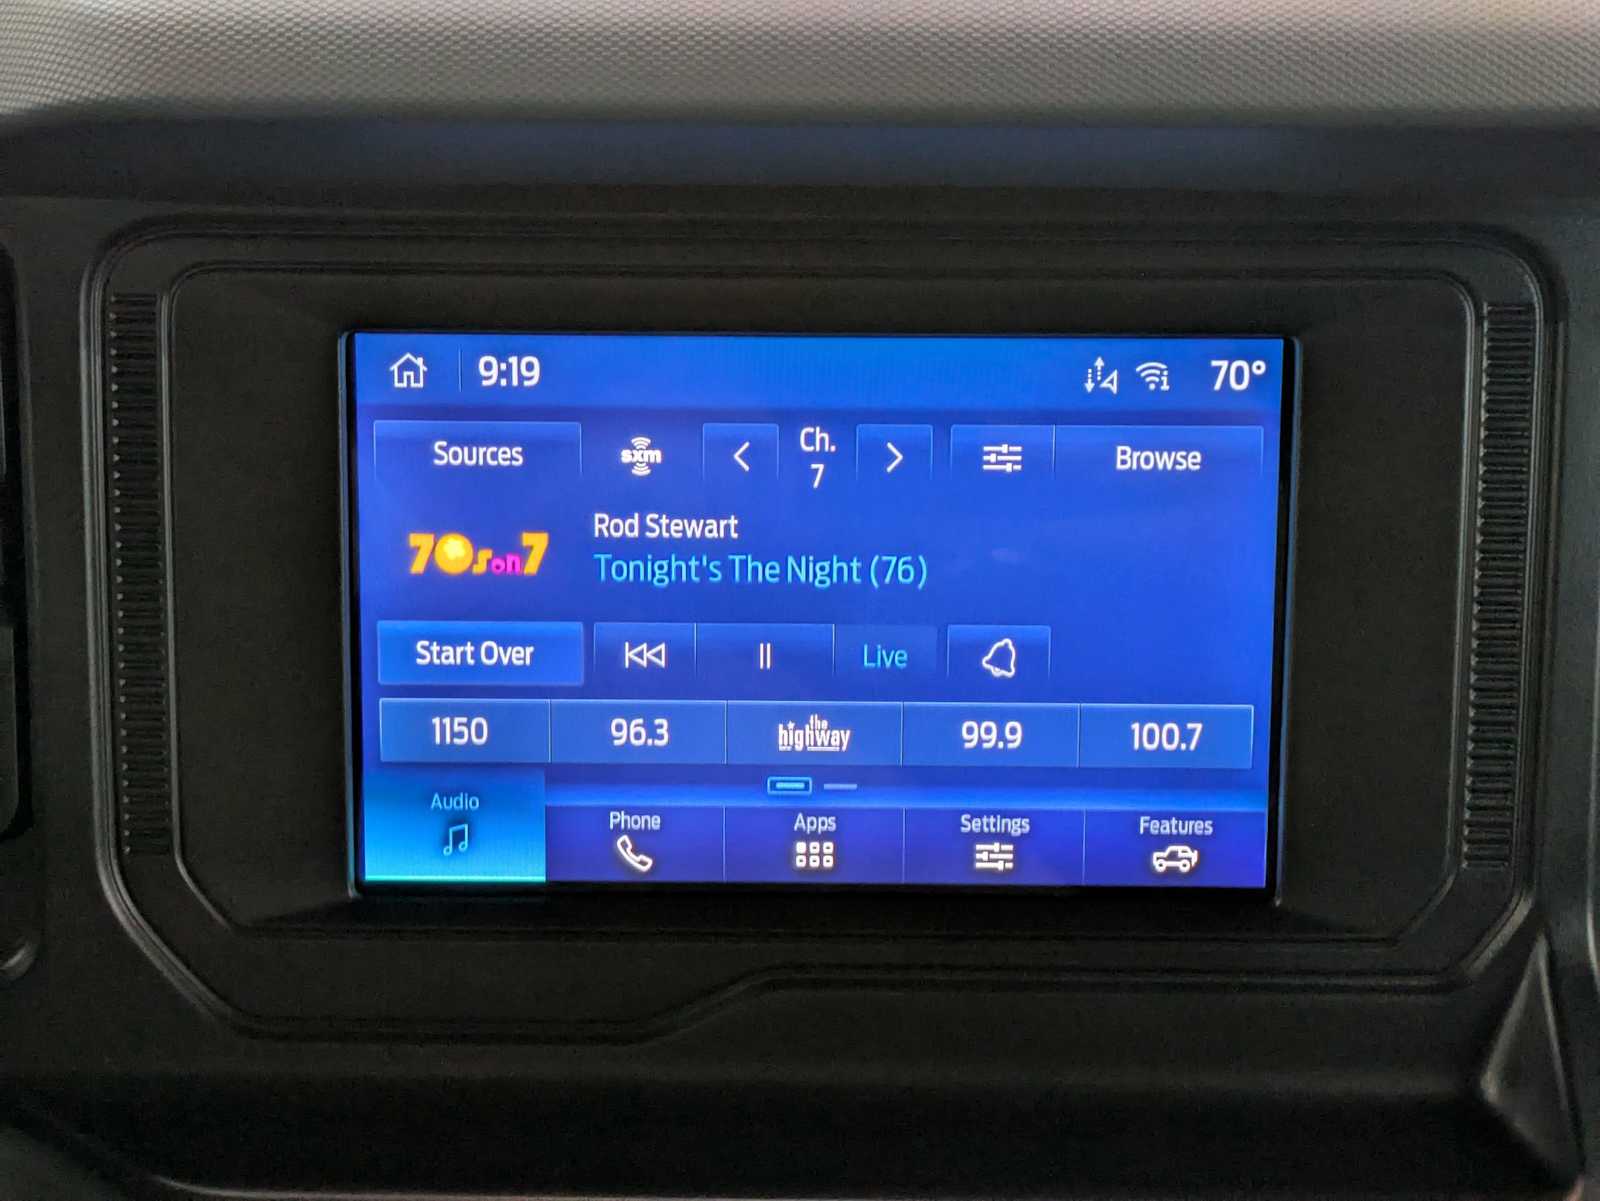 9:19
70°
Sources
sxm
Ch.
7
Browse
70s on 7
Rod Stewart
Tonight's The Night (76)
Start Over
Live
1150
96.3
the highway
99.9
100.7
Audio
Phone
Apps
Settings
Features